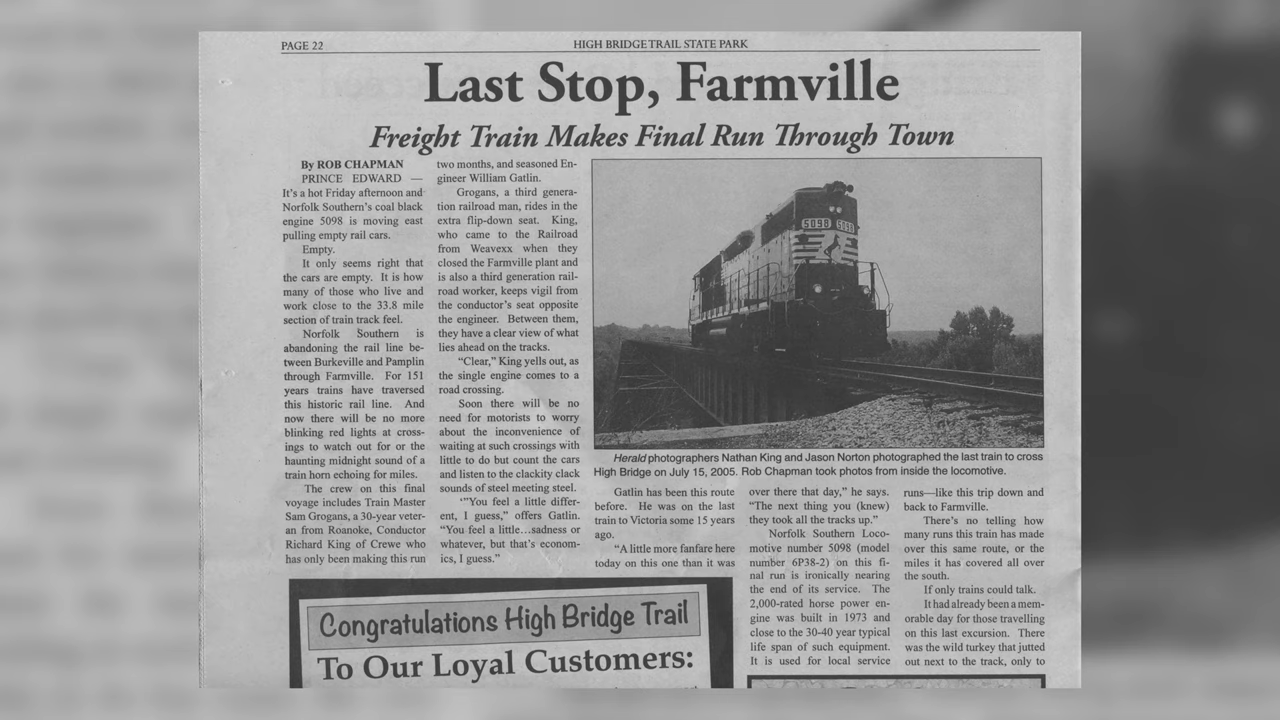 PAGE 22
HIGH BRIDGE TRAIL STATE PARK
Last Stop, Farmville
Freight Train Makes Final Run Through Town
By ROB CHAPMAN
PRINCE EDWARD —
It's a hot Friday afternoon and
Norfolk Southern's coal black
engine 5098 is moving east
pulling empty rail cars.
Empty.
It only seems right that
the cars are empty. It is how
many of those who live and
work close to the 33.8 mile
section of train track feel.
Norfolk Southern is
abandoning the rail line be-
tween Burkeville and Pamplin
through Farmville. For 151
years trains have traversed
this historic rail line. And
now there will be no more
blinking red lights at cross-
ings to watch out for or the
haunting midnight sound of a
train horn echoing for miles.
The crew on this final
voyage includes Train Master
Sam Grogans, a 30-year veter-
an from Roanoke, Conductor
Richard King of Crewe who
has only been making this run
two months, and seasoned En-
gineer William Gatlin.
Grogans, a third genera-
tion railroad man, rides in the
extra flip-down seat. King,
who came to the Railroad
from Weavexx when they
closed the Farmville plant and
is also a third generation rail-
road worker, keeps vigil from
the conductor's seat opposite
the engineer. Between them,
they have a clear view of what
lies ahead on the tracks.
"Clear," King yells out, as
the single engine comes to a
road crossing.
Soon there will be no
need for motorists to worry
about the inconvenience of
waiting at such crossings with
little to do but count the cars
and listen to the clackity clack
sounds of steel meeting steel.
'"You feel a little differ-
ent, I guess," offers Gatlin.
"You feel a little…sadness or
whatever, but that's econom-
ics, I guess."
5098 5098
Herald photographers Nathan King and Jason Norton photographed the last train to cross
High Bridge on July 15, 2005. Rob Chapman took photos from inside the locomotive.
Gatlin has been this route
before. He was on the last
train to Victoria some 15 years
ago.
"A little more fanfare here
today on this one than it was
over there that day," he says.
"The next thing you (knew)
they took all the tracks up."
Norfolk Southern Loco-
motive number 5098 (model
number 6P38-2) on this fi-
nal run is ironically nearing
the end of its service. The
2,000-rated horse power en-
gine was built in 1973 and
close to the 30-40 year typical
life span of such equipment.
It is used for local service
runs—like this trip down and
back to Farmville.
There's no telling how
many runs this train has made
over this same route, or the
miles it has covered all over
the south.
If only trains could talk.
It had already been a mem-
orable day for those travelling
on this last excursion. There
was the wild turkey that jutted
out next to the track, only to
Congratulations High Bridge Trail
To Our Loyal Customers: